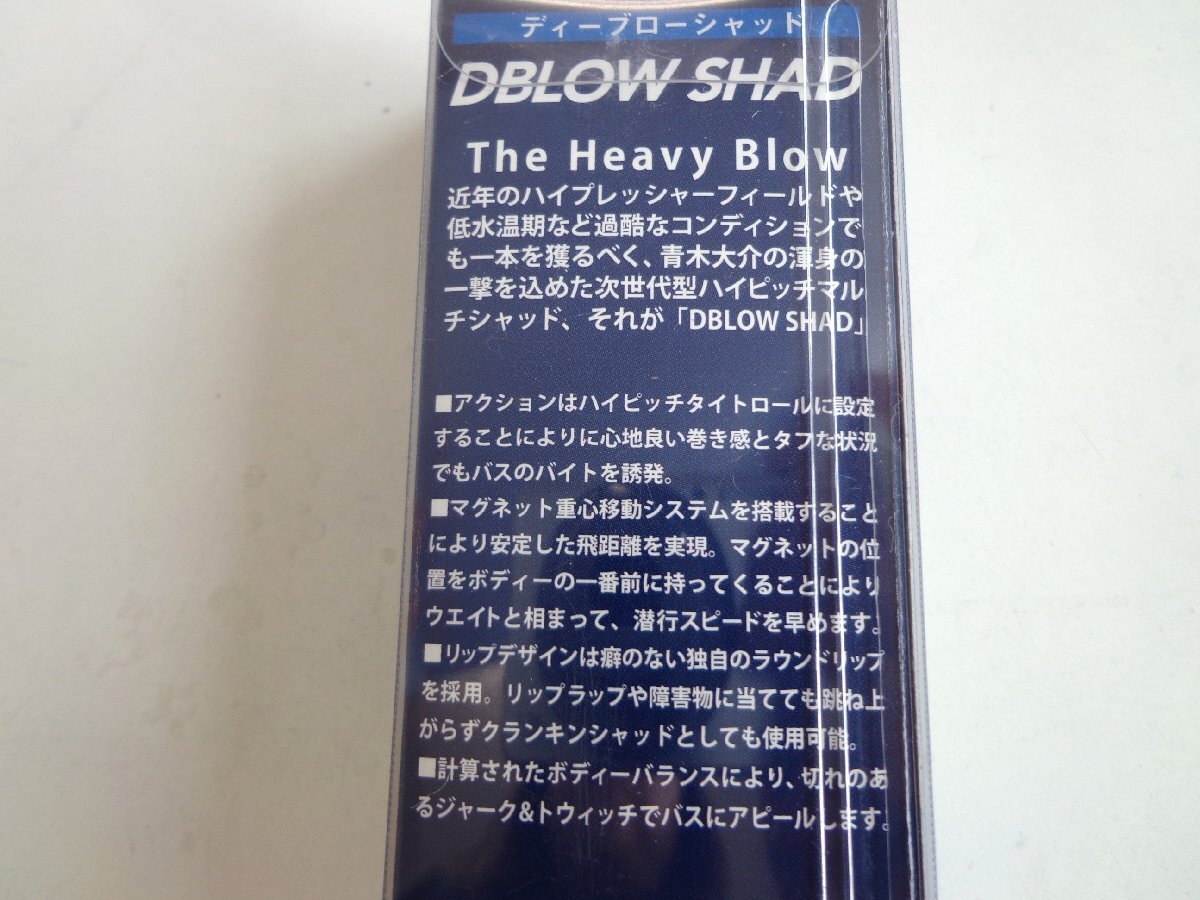 ディーブローシャッド
DBLOW SHAD
The Heavy Blow
近年のハイプレッシャーフィールドや
低水温期など過酷なコンディションで
も一本を獲るべく、青木大介の渾身の
一撃を込めた次世代型ハイピッチマル
チシャッド、それが「DBLOW SHAD」
■アクションはハイピッチタイトロールに設定
することによりに心地良い巻き感とタフな状況
でもバスのバイトを誘発。
■マグネット重心移動システムを搭載すること
により安定した飛距離を実現。マグネットの位
置をボディーの一番前に持ってくることにより
ウエイトと相まって、潜行スピードを早めます。
■リップデザインは癖のない独自のラウンドリップ
を採用。リップラップや障害物に当てても跳ね上
がらずクランキンシャッドとしても使用可能。
■計算されたボディーバランスにより、切れのあ
るジャーク&トウィッチでバスにアピールします。